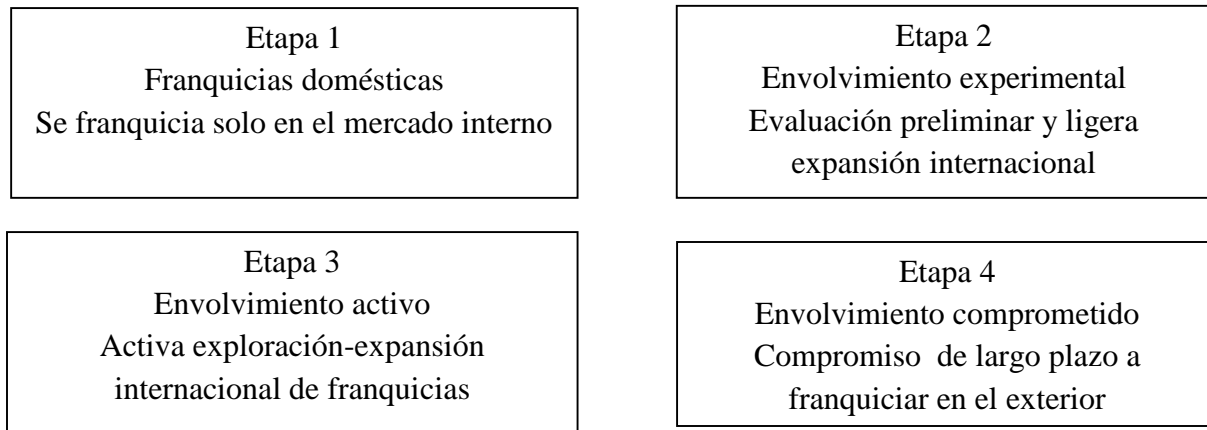 Etapa 1
Franquicias domésticas
Se franquicia solo en el mercado interno
Etapa 2
Envolvimiento experimental
Evaluación preliminar y ligera
expansión internacional
Etapa 3
Envolvimiento activo
Activa exploración-expansión
internacional de franquicias
Etapa 4
Envolvimiento comprometido
Compromiso de largo plazo a
franquiciar en el exterior